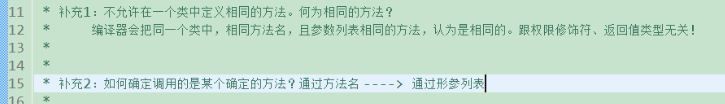 11 * 补充1：不允许在一个类中定义相同的方法。何为相同的方法？
12 * 编译器会把同一个类中，相同方法名，且参数列表相同的方法，认为是相同的。跟权限修饰符、返回值类型无关！
13 *
14 *
15 * 补充2：如何确定调用的是某个确定的方法？通过方法名 ----> 通过形参列表
16 *